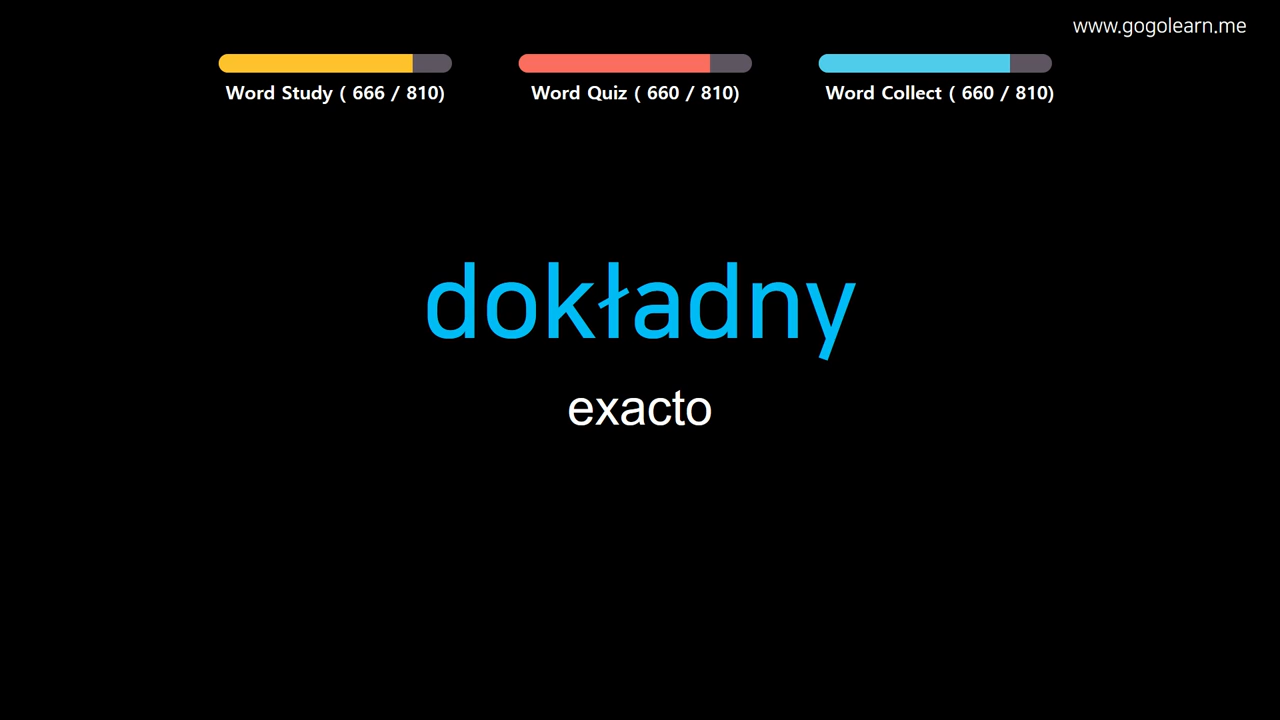 www.gogolearn.me
Word Study ( 666 / 810)
Word Quiz ( 660 / 810)
Word Collect ( 660 / 810)
dokładny
exacto